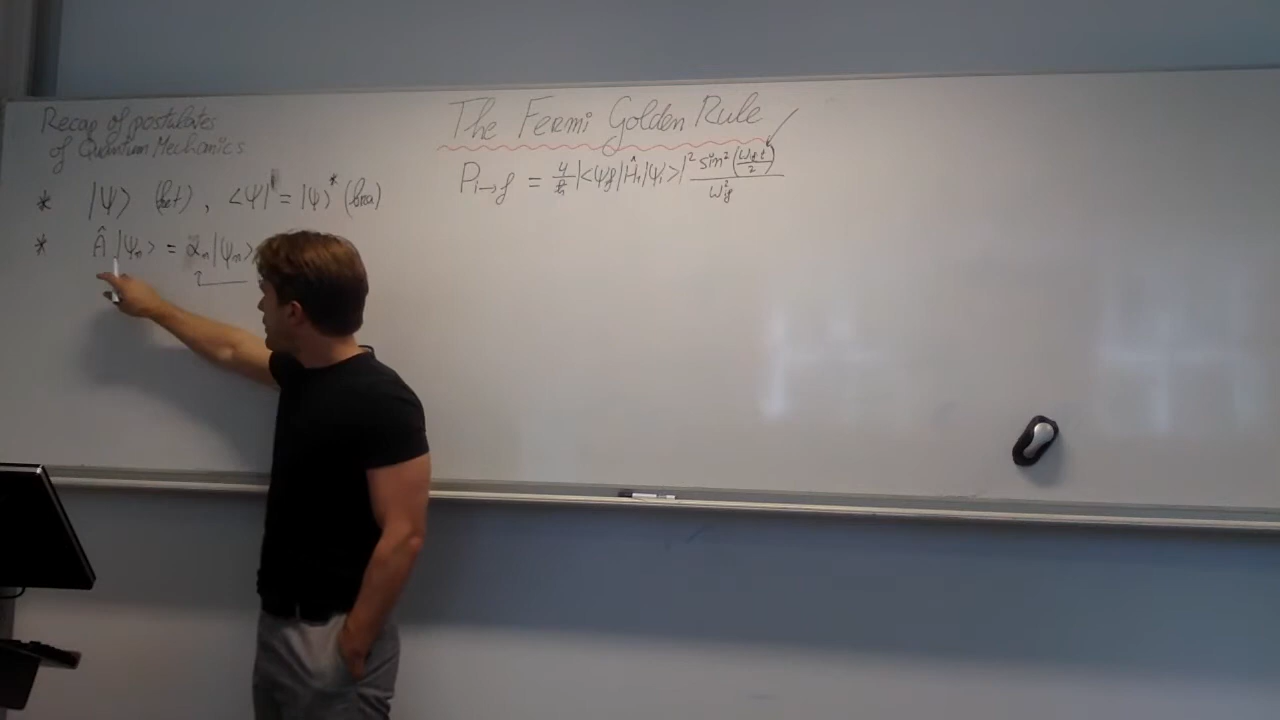 Recap of postulates
of Quantum Mechanics
* |Ψ⟩ (ket), ⟨Ψ| = |Ψ⟩* (bra)
* Â |Ψn⟩ = αn|Ψn⟩
The Fermi Golden Rule
Pi→f = 4/ħ |⟨Ψf|Ĥ1|Ψi⟩|² sin²(ωif t/2) / ω²if